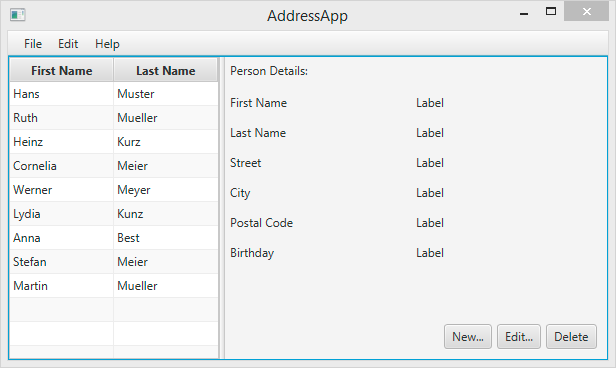 AddressApp
File Edit Help
First Name Last Name
Hans Muster
Ruth Mueller
Heinz Kurz
Cornelia Meier
Werner Meyer
Lydia Kunz
Anna Best
Stefan Meier
Martin Mueller
Person Details:
First Name Label
Last Name Label
Street Label
City Label
Postal Code Label
Birthday Label
New... Edit... Delete